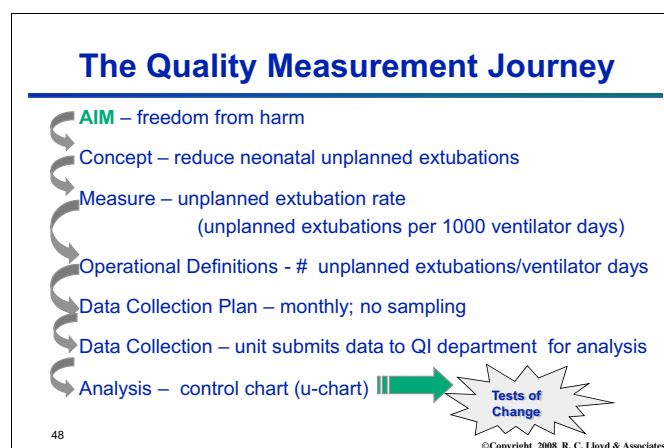 The Quality Measurement Journey
AIM – freedom from harm
Concept – reduce neonatal unplanned extubations
Measure – unplanned extubation rate
(unplanned extubations per 1000 ventilator days)
Operational Definitions - # unplanned extubations/ventilator days
Data Collection Plan – monthly; no sampling
Data Collection – unit submits data to QI department for analysis
Analysis – control chart (u-chart)
Tests of
Change
48
©Copyright 2008 R. C. Lloyd & Associates